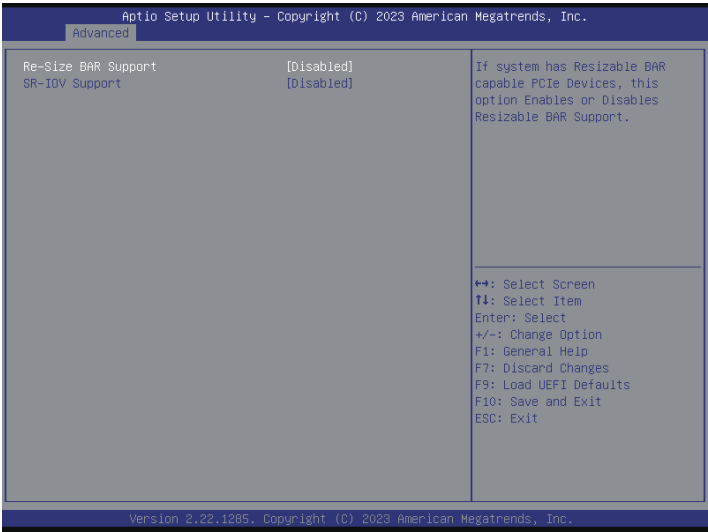 Aptio Setup Utility – Copyright (C) 2023 American Megatrends, Inc.
Advanced
Re-Size BAR Support [Disabled]
SR-IOV Support [Disabled]
If system has Resizable BAR
capable PCIe Devices, this
option Enables or Disables
Resizable BAR Support.
↔: Select Screen
↑↓: Select Item
Enter: Select
+/-: Change Option
F1: General Help
F7: Discard Changes
F9: Load UEFI Defaults
F10: Save and Exit
ESC: Exit
Version 2.22.1285. Copyright (C) 2023 American Megatrends, Inc.